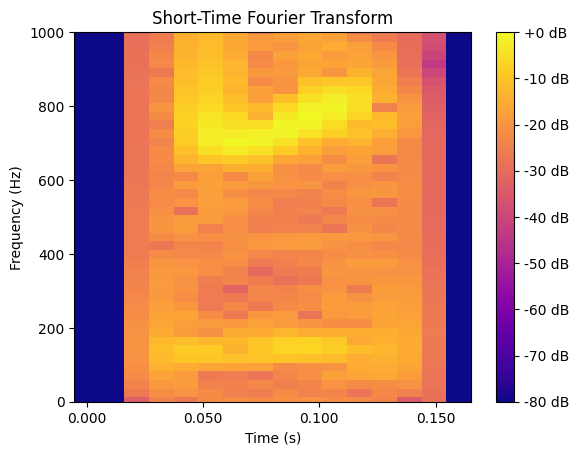 Short-Time Fourier Transform
1000
800
600
400
200
0
Frequency (Hz)
0.000
0.050
0.100
0.150
Time (s)
+0 dB
-10 dB
-20 dB
-30 dB
-40 dB
-50 dB
-60 dB
-70 dB
-80 dB